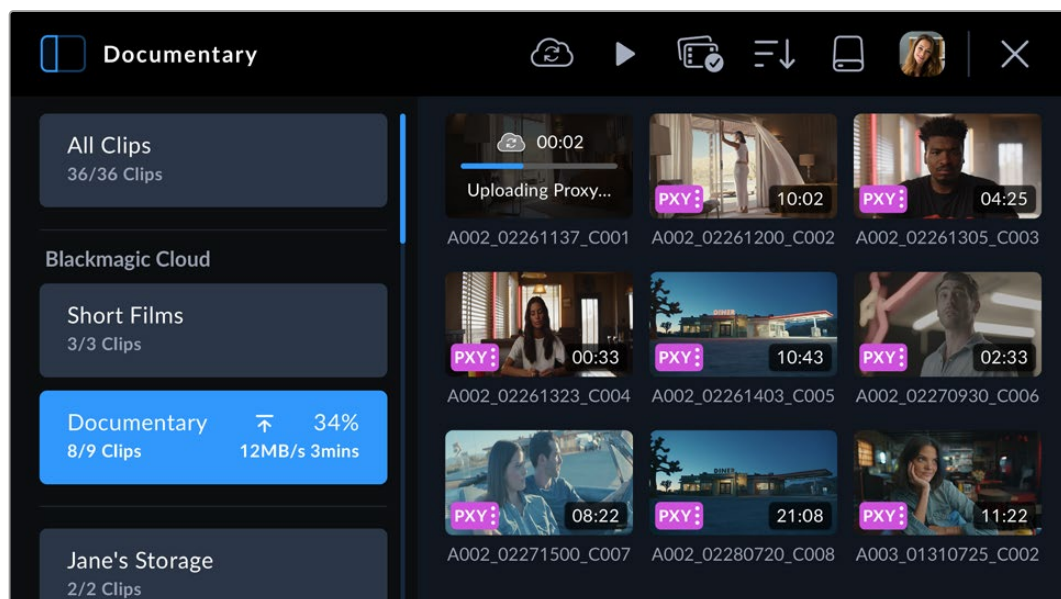 Documentary
All Clips
36/36 Clips
Blackmagic Cloud
Short Films
3/3 Clips
Documentary 34%
8/9 Clips 12MB/s 3mins
Jane's Storage
2/2 Clips
00:02
Uploading Proxy...
PXY 10:02
PXY 04:25
A002_02261137_C001 A002_02261200_C002 A002_02261305_C003
DINER
PXY 00:33
PXY 10:43
PXY 02:33
A002_02261323_C004 A002_02261403_C005 A002_02270930_C006
DINER
PXY 08:22
PXY 21:08
PXY 11:22
A002_02271500_C007 A002_02280720_C008 A003_01310725_C002